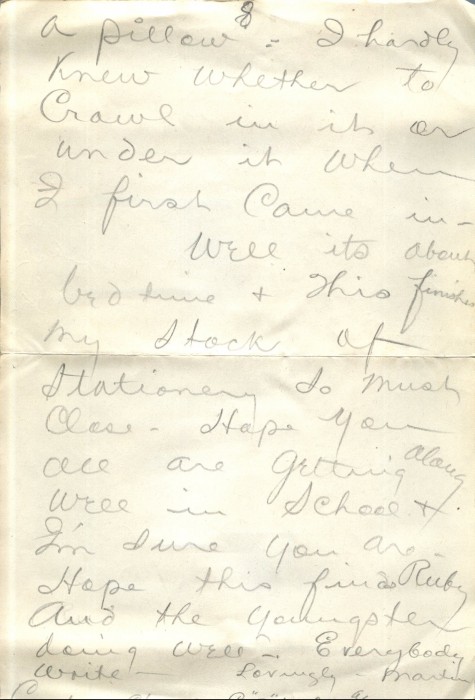 8
a pillow - I hardly
Knew whether to
Crawl in it or
under it when
I first Came in -
Well its about
bed time & This finishes
my stock of
Stationery so must
Close - Hope you
all are getting along
well in School &
I'm sure you are -
Hope this finds Ruby
And the youngster
doing well - Everybody
write - Lovingly - Martin